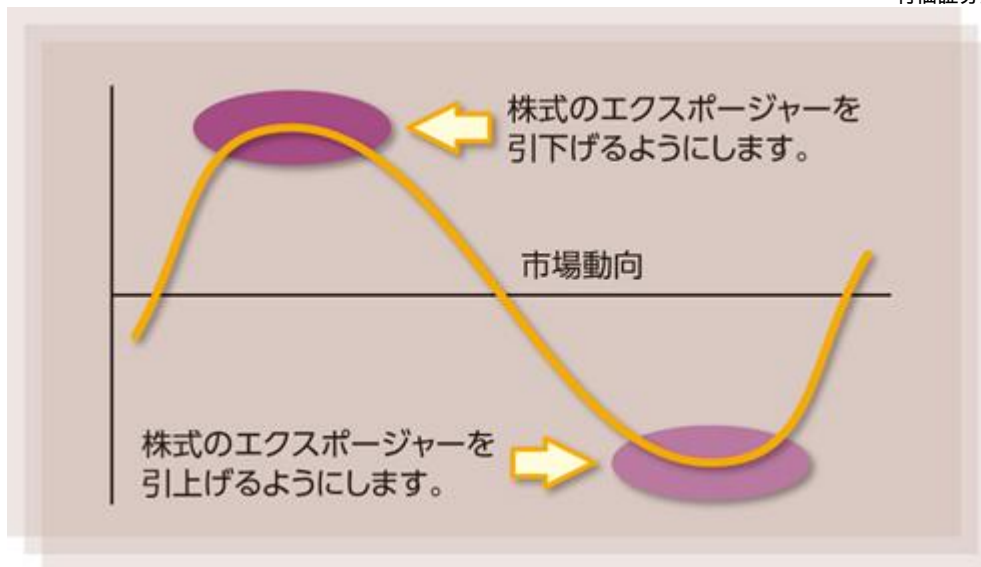 株式のエクスポージャーを
引下げるようにします。
市場動向
株式のエクスポージャーを
引上げるようにします。